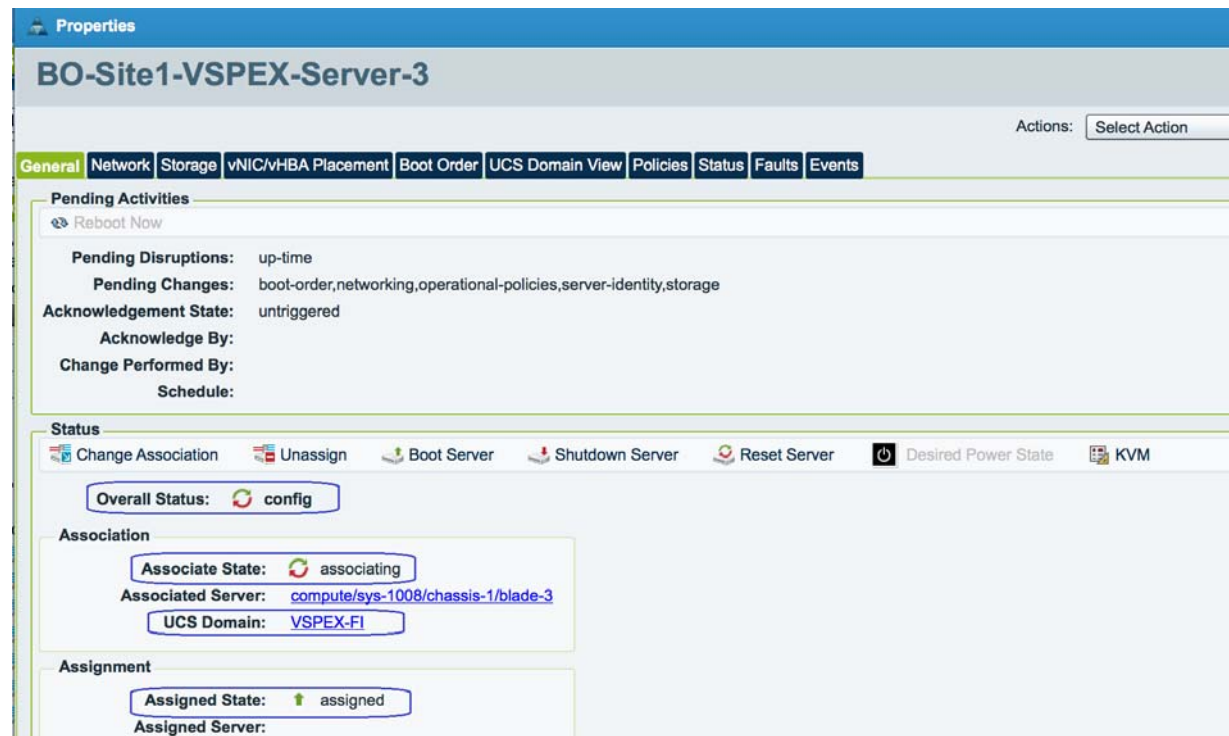 Properties
BO-Site1-VSPEX-Server-3
Actions: Select Action
General Network Storage vNIC/vHBA Placement Boot Order UCS Domain View Policies Status Faults Events
Pending Activities
Reboot Now
Pending Disruptions: up-time
Pending Changes: boot-order,networking,operational-policies,server-identity,storage
Acknowledgement State: untriggered
Acknowledge By:
Change Performed By:
Schedule:
Status
Change Association Unassign Boot Server Shutdown Server Reset Server Desired Power State KVM
Overall Status: config
Association
Associate State: associating
Associated Server: compute/sys-1008/chassis-1/blade-3
UCS Domain: VSPEX-FI
Assignment
Assigned State: assigned
Assigned Server: